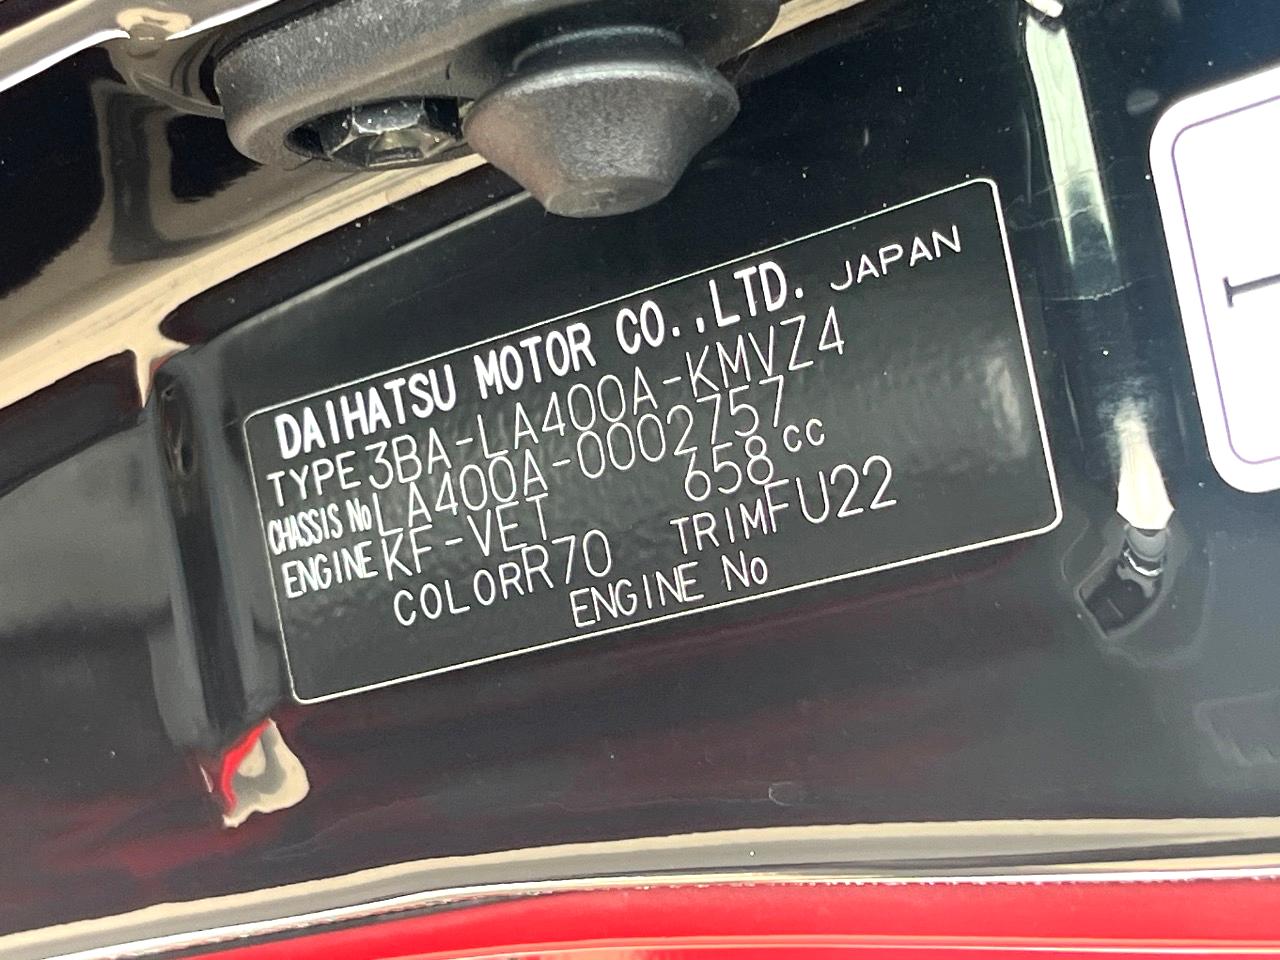 DAIHATSU MOTOR CO.,LTD. JAPAN
TYPE 3BA-LA400A-KMVZ4
CHASSIS No LA400A-0002757
ENGINE KF-VET 658 cc
COLOR R70 TRIM FU22
ENGINE No